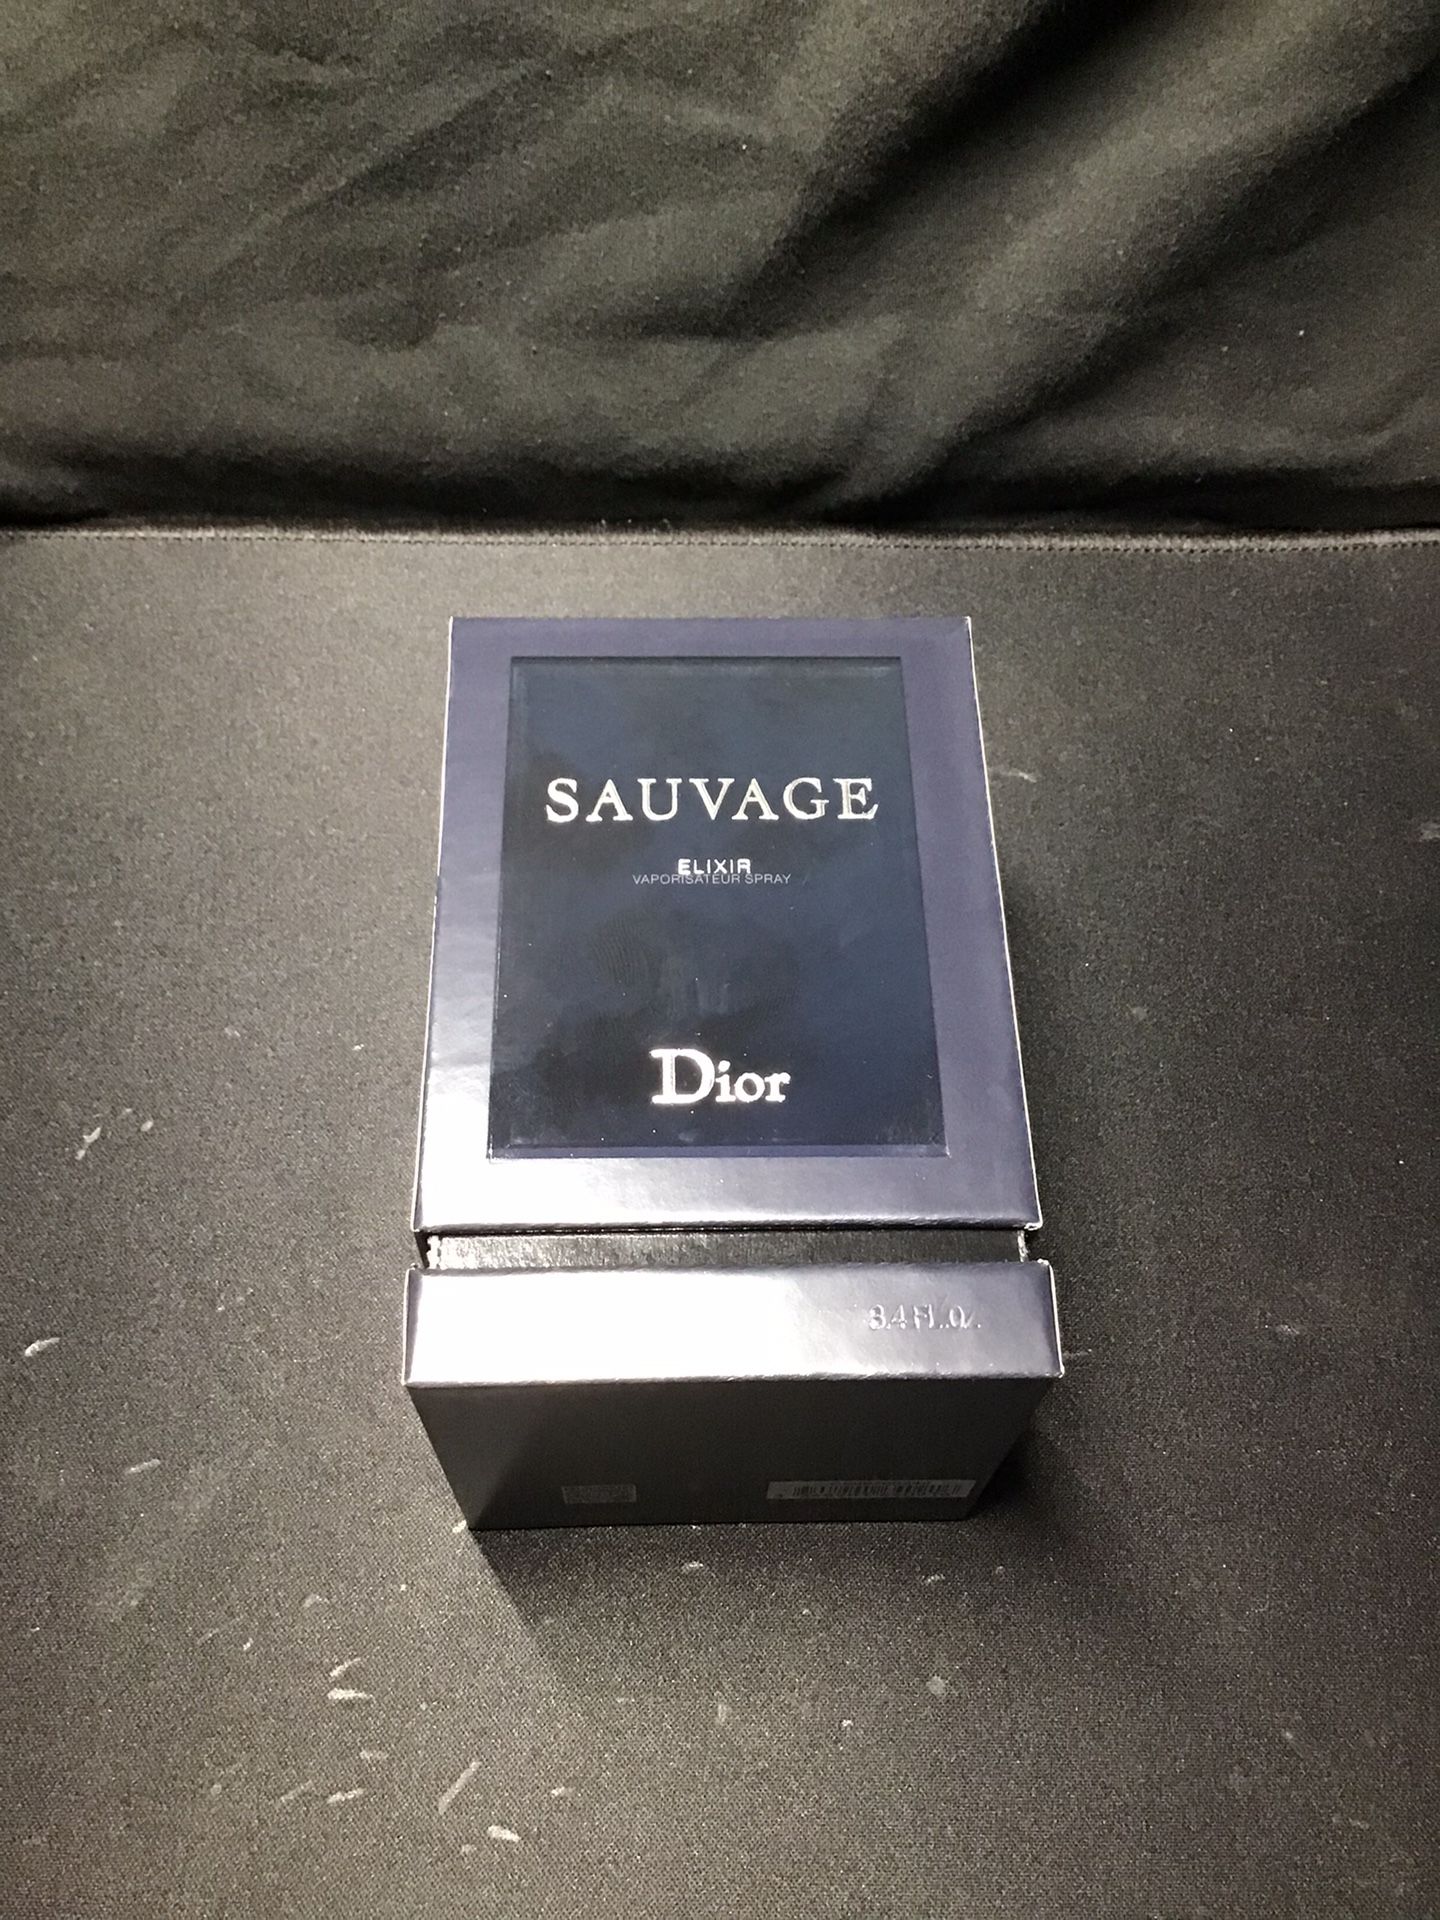 SAUVAGE
ELIXIR
VAPORISATEUR SPRAY
Dior
3.4 FL.OZ.